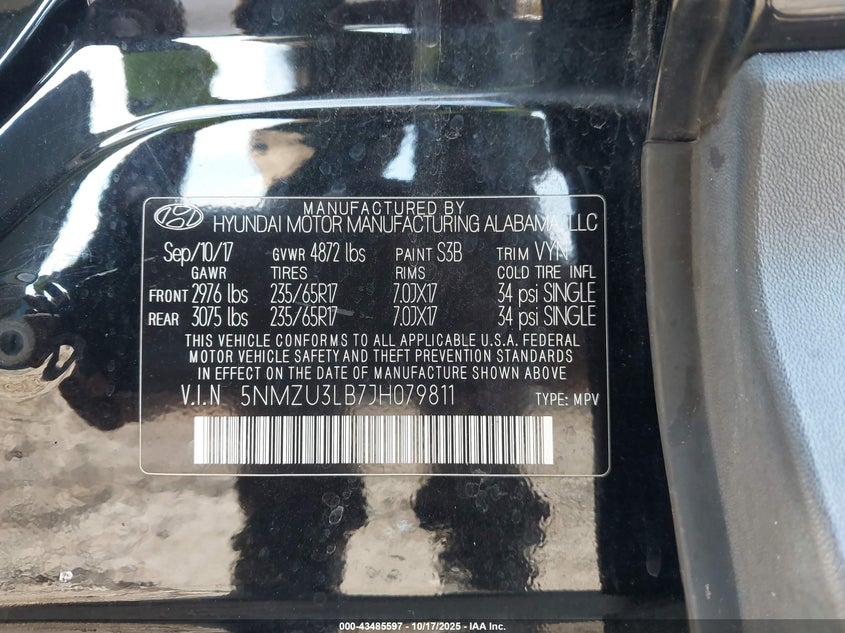 MANUFACTURED BY
HYUNDAI MOTOR MANUFACTURING ALABAMA, LLC
Sep/10/17 GVWR 4872 lbs PAINT S3B TRIM VYN
GAWR TIRES RIMS COLD TIRE INFL
FRONT 2976 lbs 235/65R17 7.0JX17 34 psi SINGLE
REAR 3075 lbs 235/65R17 7.0JX17 34 psi SINGLE
THIS VEHICLE CONFORMS TO ALL APPLICABLE U.S.A. FEDERAL
MOTOR VEHICLE SAFETY AND THEFT PREVENTION STANDARDS
IN EFFECT ON THE DATE OF MANUFACTURE SHOWN ABOVE
V.I.N 5NMZU3LB7JH079811 TYPE: MPV
000-43485597 - 10/17/2025 - IAA Inc.